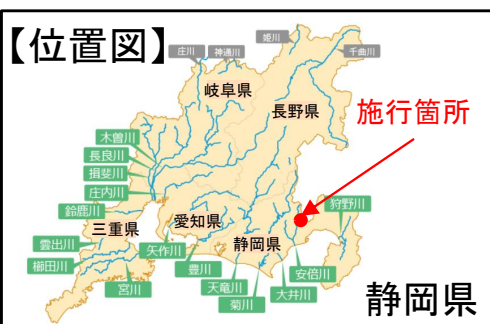 【位置図】
庄川
神通川
姫川
千曲川
岐阜県
長野県
施行箇所
木曽川
長良川
揖斐川
庄内川
鈴鹿川
狩野川
三重県
愛知県
雲出川
矢作川
静岡県
櫛田川
豊川
安倍川
宮川
天竜川
大井川
菊川
静岡県